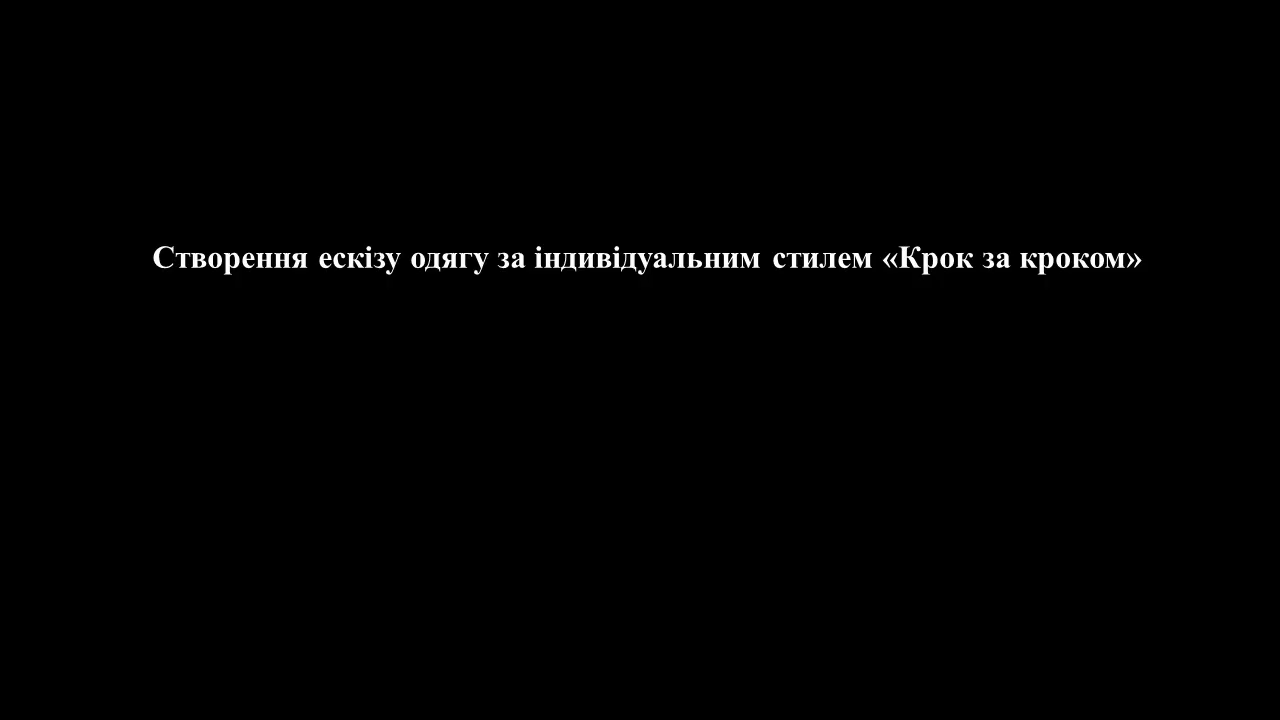 Створення ескізу одягу за індивідуальним стилем «Крок за кроком»